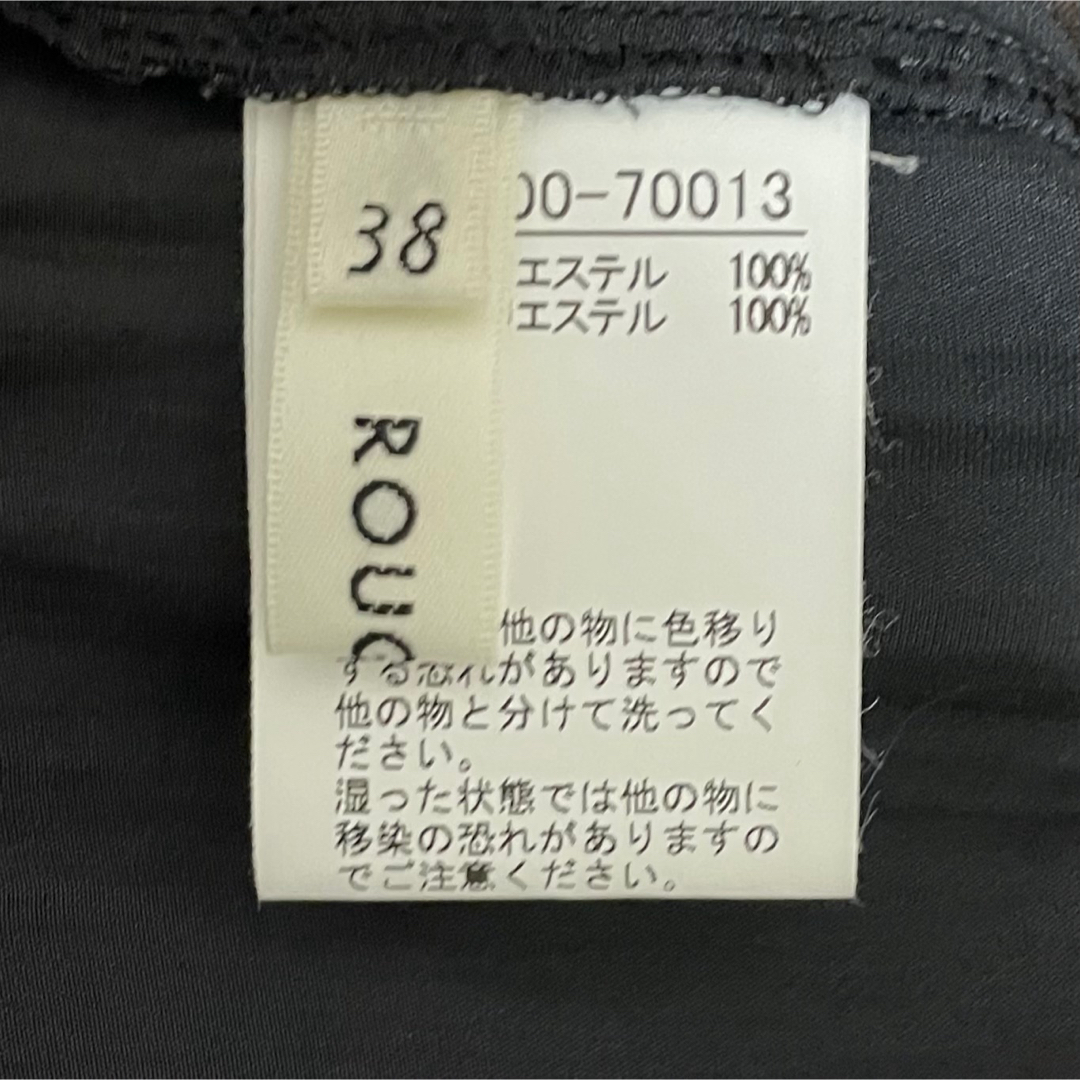 38
00-70013
エステル 100%
エステル 100%
ROUG
他の物に色移り
する恐れがありますので
他の物と分けて洗ってく
ださい。
湿った状態では他の物に
移染の恐れがありますの
でご注意ください。